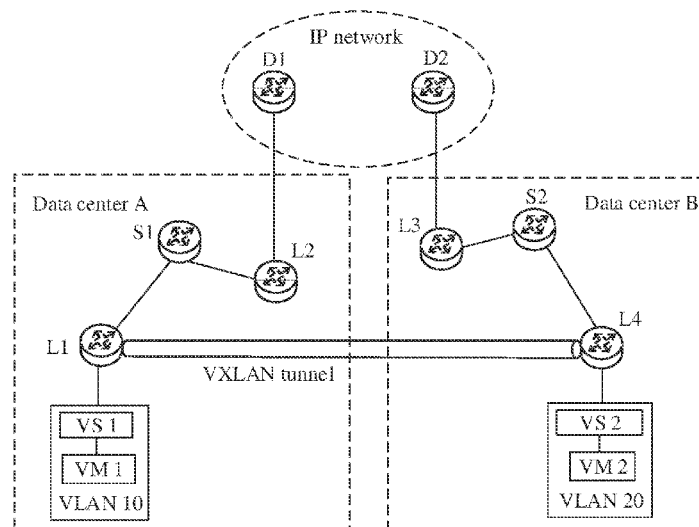 IP network
D1
D2
Data center A
S1
L2
L3
S2
Data center B
L1
L4
VXLAN tunnel
VS 1
VM 1
VLAN 10
VS 2
VM 2
VLAN 20